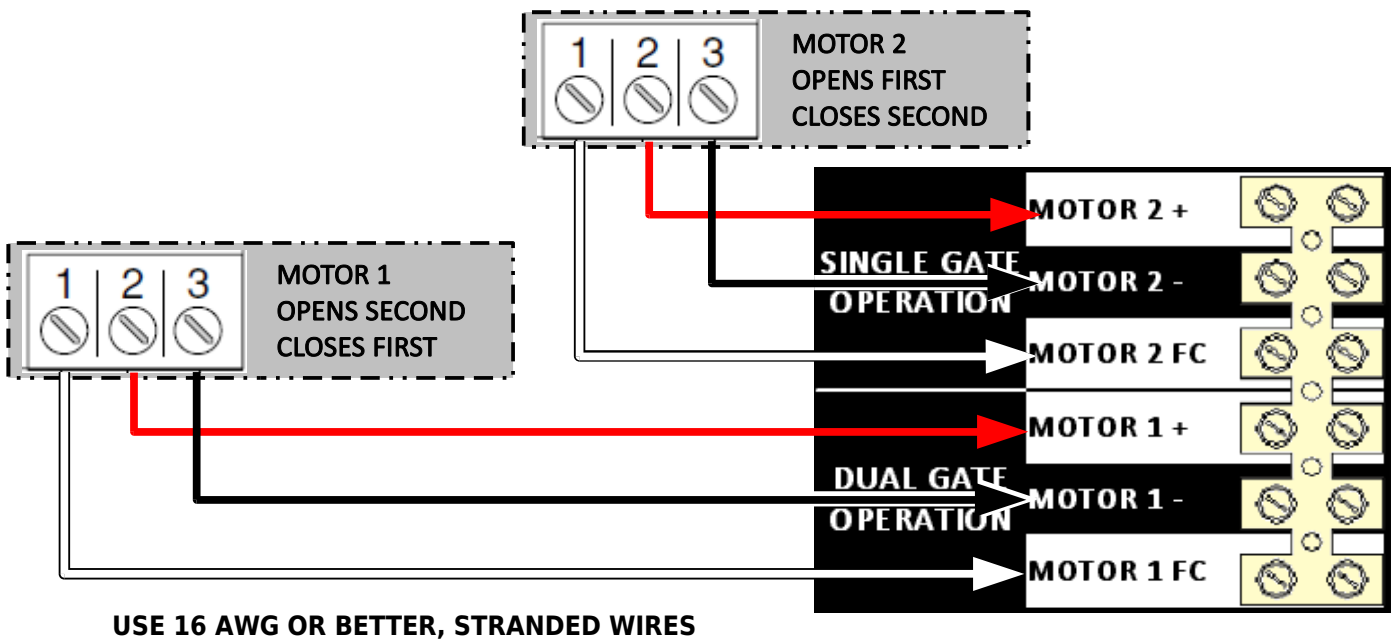 1 2 3
MOTOR 2
OPENS FIRST
CLOSES SECOND
1 2 3
MOTOR 1
OPENS SECOND
CLOSES FIRST
SINGLE GATE
OPERATION
MOTOR 2 +
MOTOR 2 -
MOTOR 2 FC
DUAL GATE
OPERATION
MOTOR 1 +
MOTOR 1 -
MOTOR 1 FC
USE 16 AWG OR BETTER, STRANDED WIRES